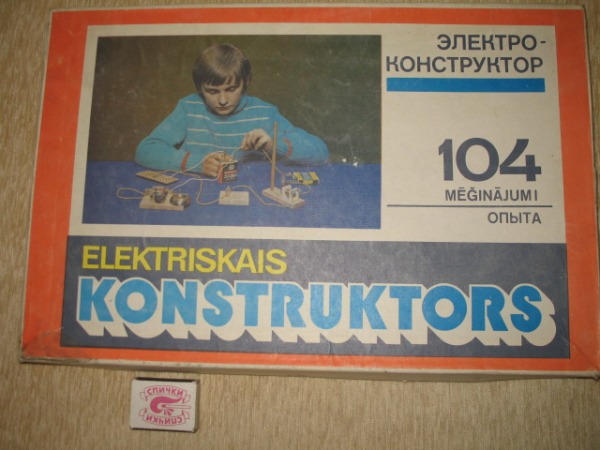 ЭЛЕКТРО-
КОНСТРУКТОР
104
MĒĢINĀJUMI
ОПЫТА
ELEKTRISKAIS
KONSTRUKTORS
СПИЧКИ
СПИЧКИ